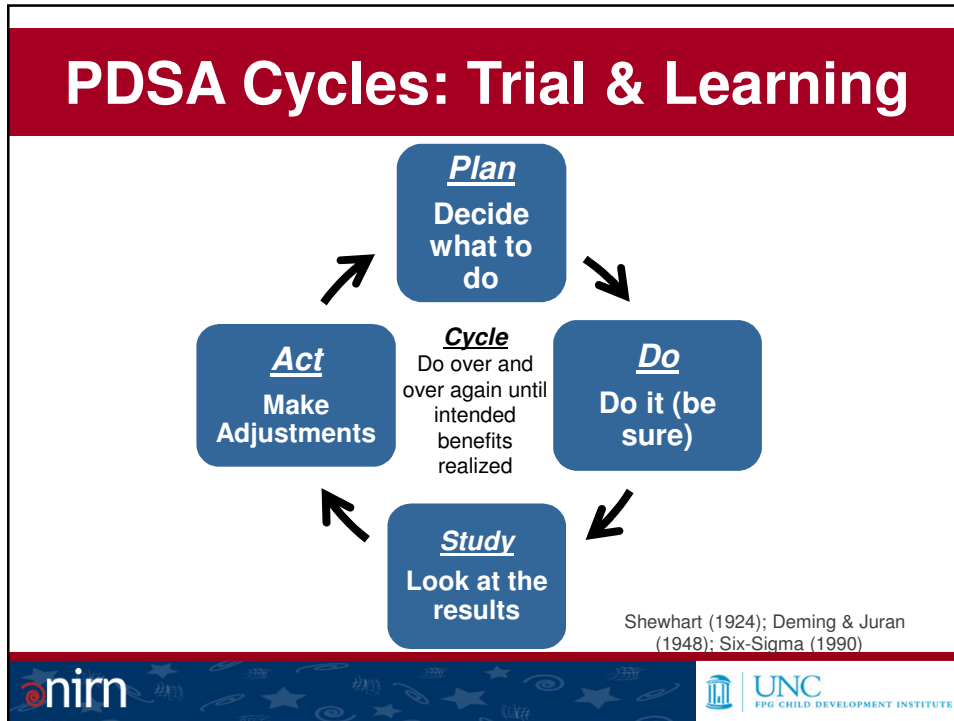 PDSA Cycles: Trial & Learning
Plan
Decide
what to
do
Cycle
Do over and
over again until
intended
benefits
realized
Act
Make
Adjustments
Do
Do it (be
sure)
Study
Look at the
results
Shewhart (1924); Deming & Juran
(1948); Six-Sigma (1990)
nirn
UNC
FPG CHILD DEVELOPMENT INSTITUTE